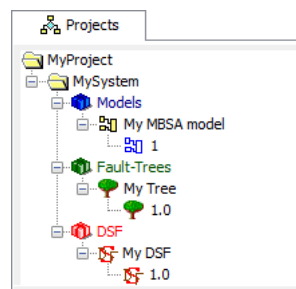 Projects
MyProject
MySystem
Models
My MBSA model
1
Fault-Trees
My Tree
1.0
DSF
My DSF
1.0